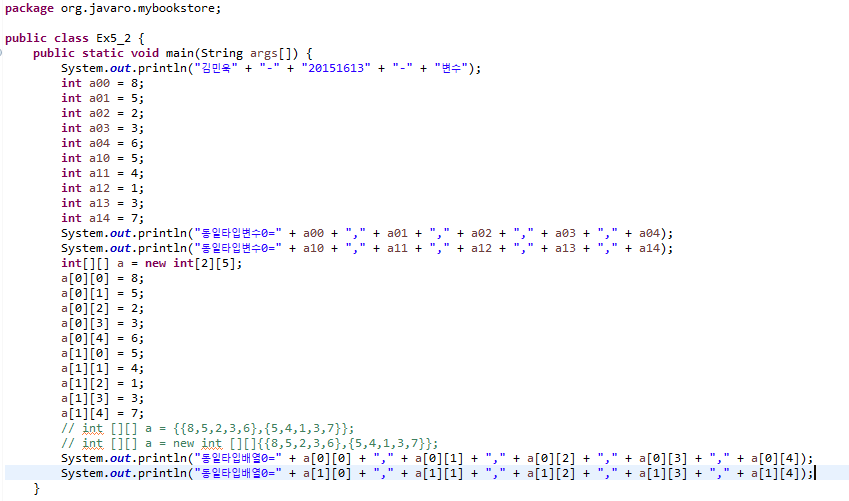 package org.javaro.mybookstore;
public class Ex5_2 {
public static void main(String args[]) {
System.out.println("김민욱" + "-" + "20151613" + "-" + "변수");
int a00 = 8;
int a01 = 5;
int a02 = 2;
int a03 = 3;
int a04 = 6;
int a10 = 5;
int a11 = 4;
int a12 = 1;
int a13 = 3;
int a14 = 7;
System.out.println("동일타입변수0=" + a00 + "," + a01 + "," + a02 + "," + a03 + "," + a04);
System.out.println("동일타입변수0=" + a10 + "," + a11 + "," + a12 + "," + a13 + "," + a14);
int[][] a = new int[2][5];
a[0][0] = 8;
a[0][1] = 5;
a[0][2] = 2;
a[0][3] = 3;
a[0][4] = 6;
a[1][0] = 5;
a[1][1] = 4;
a[1][2] = 1;
a[1][3] = 3;
a[1][4] = 7;
// int [][] a = {{8,5,2,3,6},{5,4,1,3,7}};
// int [][] a = new int [][]{{8,5,2,3,6},{5,4,1,3,7}};
System.out.println("동일타입배열0=" + a[0][0] + "," + a[0][1] + "," + a[0][2] + "," + a[0][3] + "," + a[0][4]);
System.out.println("동일타입배열0=" + a[1][0] + "," + a[1][1] + "," + a[1][2] + "," + a[1][3] + "," + a[1][4]);
}